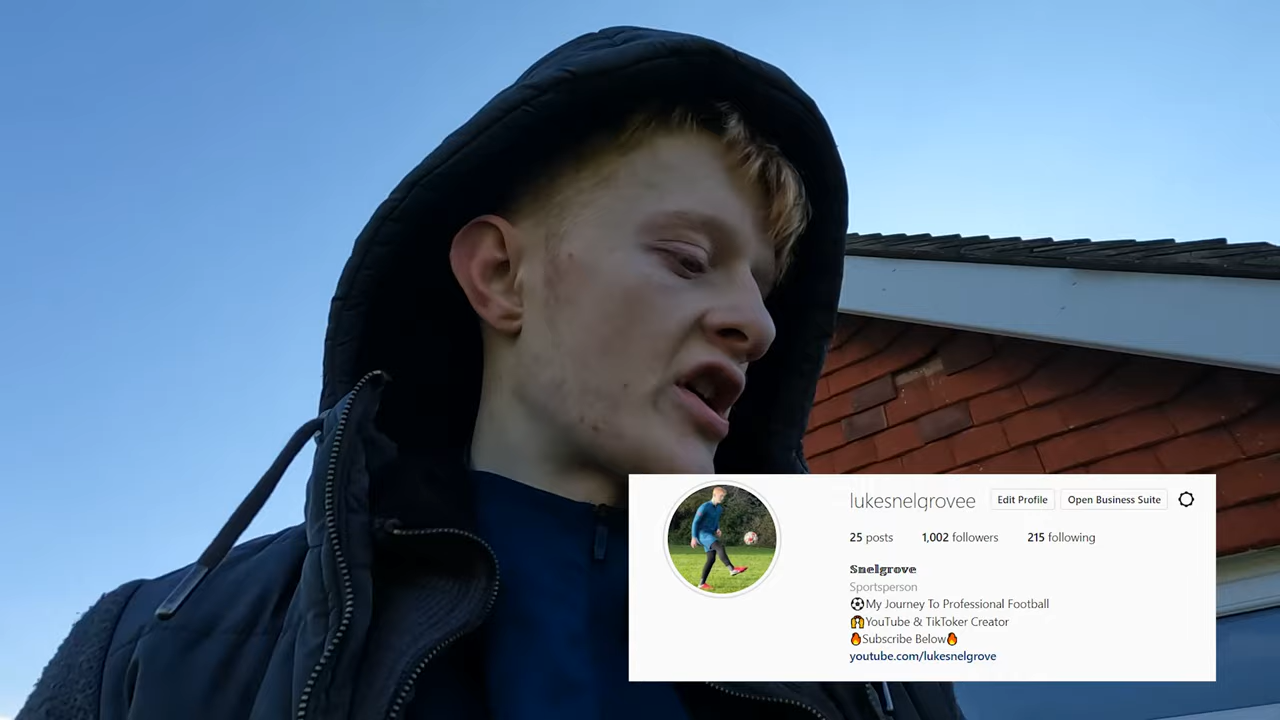 lukesnelgrovee Edit Profile Open Business Suite
25 posts 1,002 followers 215 following
Snelgrove
Sportsperson
⚽My Journey To Professional Football
🙌YouTube & TikToker Creator
🔥Subscribe Below🔥
youtube.com/lukesnelgrove